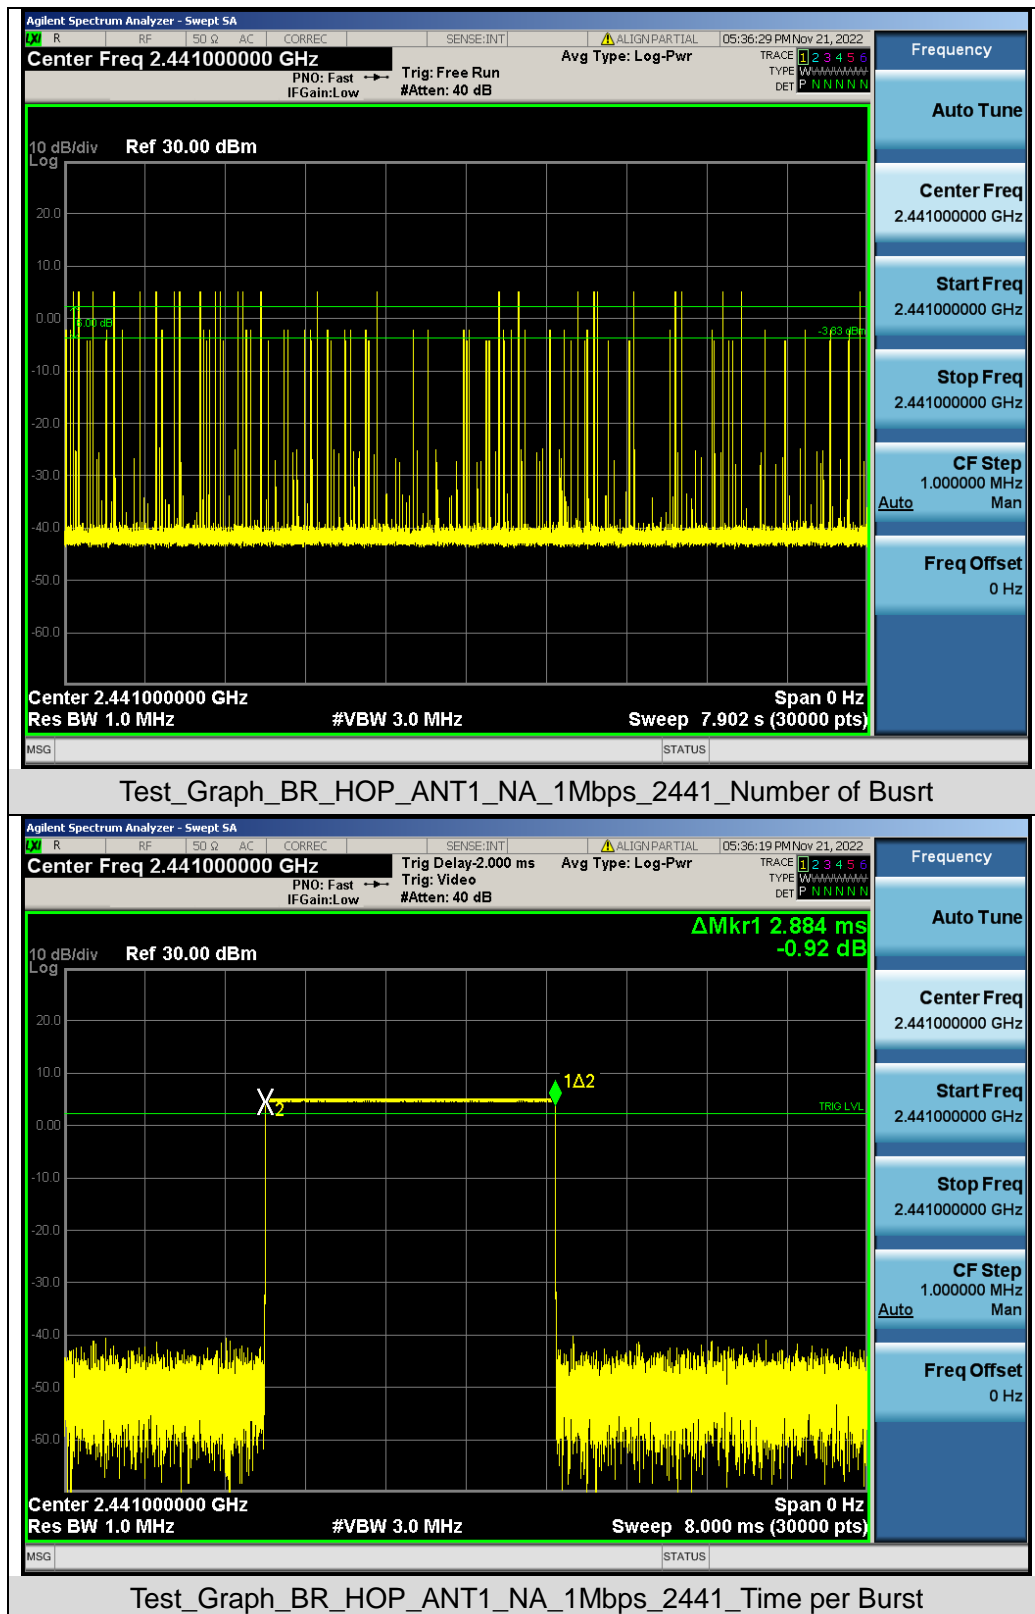 Agilent Spectrum Analyzer - Swept SA
LXI R RF 50 Ω AC CORREC SENSE:INT ALIGN PARTIAL 05:36:29 PM Nov 21, 2022
Center Freq 2.441000000 GHz
PNO: Fast
IFGain:Low
Trig: Free Run
#Atten: 40 dB
Avg Type: Log-Pwr
TRACE 1 2 3 4 5 6
TYPE W
DET P N N N N N
10 dB/div Ref 30.00 dBm
Log
20.0
10.0
0.00
-10.0
-20.0
-30.0
-40.0
-50.0
-60.0
6.00 dB
-3.83 dBm
Center 2.441000000 GHz Span 0 Hz
Res BW 1.0 MHz #VBW 3.0 MHz Sweep 7.902 s (30000 pts)
MSG STATUS
Frequency
Auto Tune
Center Freq
2.441000000 GHz
Start Freq
2.441000000 GHz
Stop Freq
2.441000000 GHz
CF Step
1.000000 MHz
Auto Man
Freq Offset
0 Hz
Test_Graph_BR_HOP_ANT1_NA_1Mbps_2441_Number of Busrt
Agilent Spectrum Analyzer - Swept SA
LXI R RF 50 Ω AC CORREC SENSE:INT ALIGN PARTIAL 05:36:19 PM Nov 21, 2022
Center Freq 2.441000000 GHz
PNO: Fast
IFGain:Low
Trig Delay-2.000 ms
Trig: Video
#Atten: 40 dB
Avg Type: Log-Pwr
TRACE 1 2 3 4 5 6
TYPE W
DET P N N N N N
ΔMkr1 2.884 ms
-0.92 dB
10 dB/div Ref 30.00 dBm
Log
20.0
10.0
0.00
-10.0
-20.0
-30.0
-40.0
-50.0
-60.0
2
1Δ2
TRIG LVL
Center 2.441000000 GHz Span 0 Hz
Res BW 1.0 MHz #VBW 3.0 MHz Sweep 8.000 ms (30000 pts)
MSG STATUS
Frequency
Auto Tune
Center Freq
2.441000000 GHz
Start Freq
2.441000000 GHz
Stop Freq
2.441000000 GHz
CF Step
1.000000 MHz
Auto Man
Freq Offset
0 Hz
Test_Graph_BR_HOP_ANT1_NA_1Mbps_2441_Time per Burst